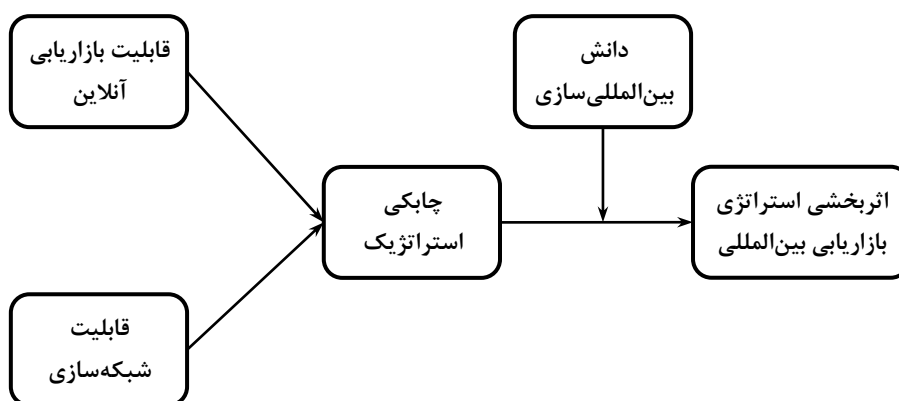 قابلیت بازاریابی
آنلاین
دانش
بین‌المللی‌سازی
چابکی
استراتژیک
اثربخشی استراتژی
بازاریابی بین‌المللی
قابلیت
شبکه‌سازی